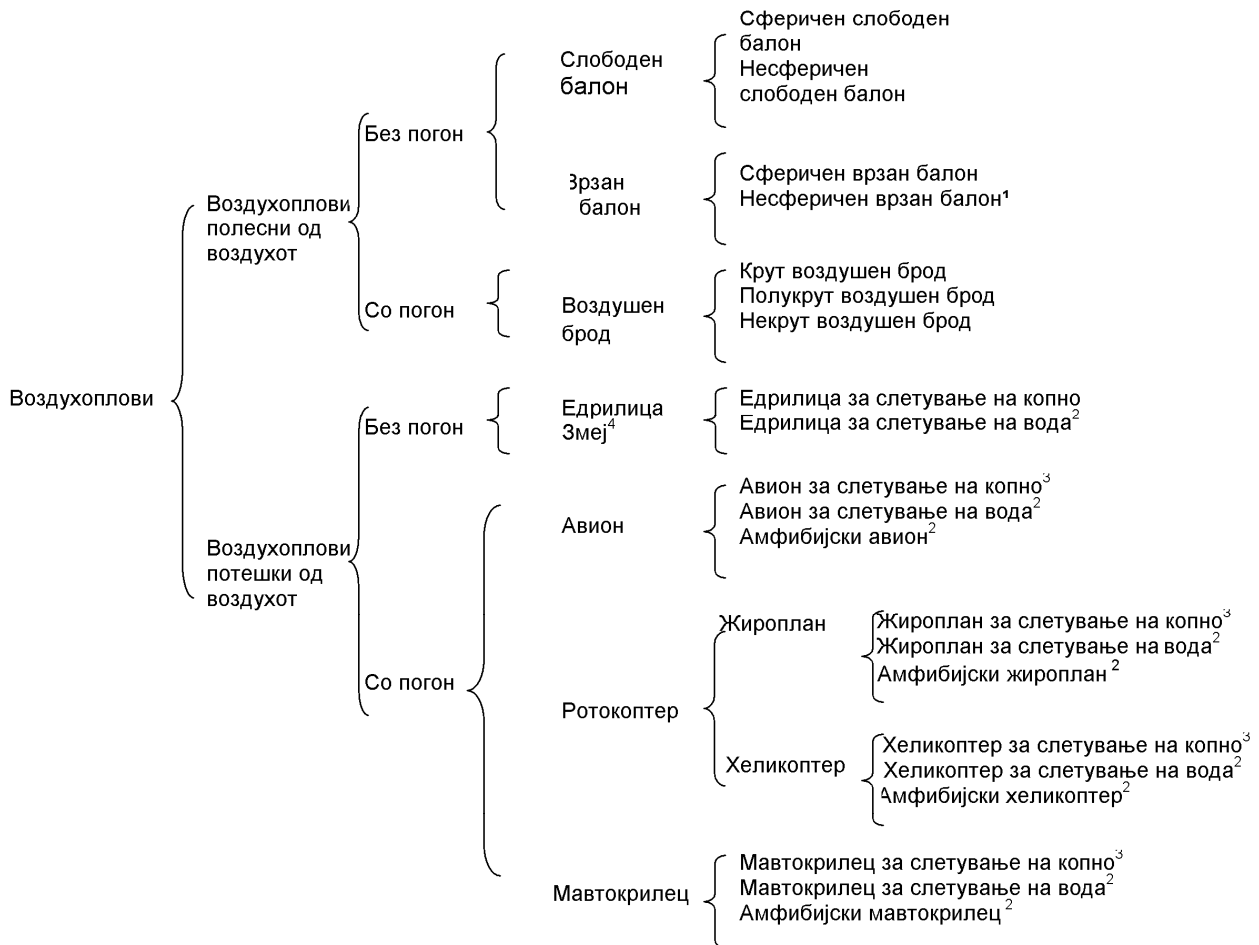 Воздухоплови
Воздухоплови
полесни од
воздухот
Без погон
Слободен
балон
Сферичен слободен
балон
Несферичен
слободен балон
Врзан
балон
Сферичен врзан балон
Несферичен врзан балон¹
Со погон
Воздушен
брод
Крут воздушен брод
Полукрут воздушен брод
Некрут воздушен брод
Воздухоплови
потешки од
воздухот
Без погон
Едрилица
Змеј⁴
Едрилица за слетување на копно
Едрилица за слетување на вода²
Со погон
Авион
Авион за слетување на копно³
Авион за слетување на вода²
Амфибијски авион²
Ротокоптер
Жироплан
Жироплан за слетување на копно³
Жироплан за слетување на вода²
Амфибијски жироплан²
Хеликоптер
Хеликоптер за слетување на копно³
Хеликоптер за слетување на вода²
Амфибијски хеликоптер²
Мавтокрилец
Мавтокрилец за слетување на копно³
Мавтокрилец за слетување на вода²
Амфибијски мавтокрилец²